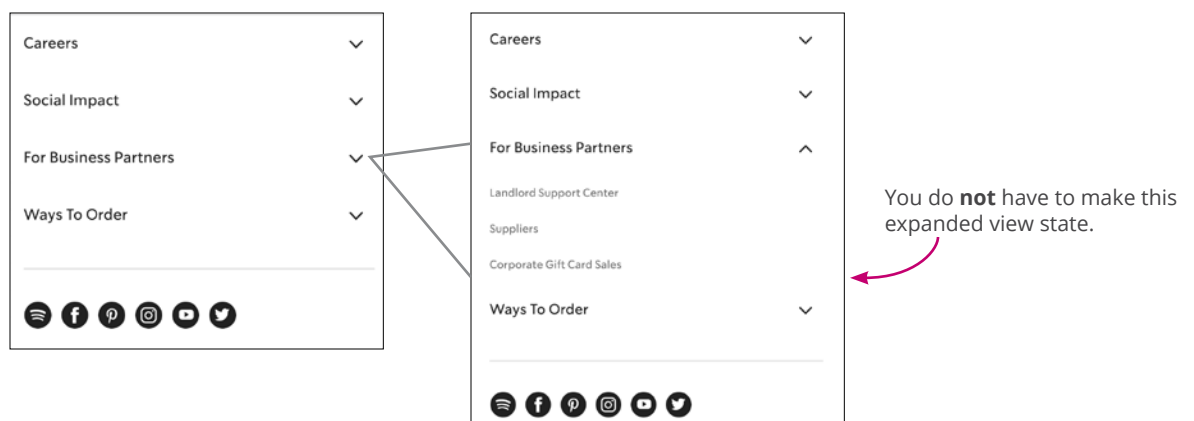 Careers
Social Impact
For Business Partners
Ways To Order
Careers
Social Impact
For Business Partners
Landlord Support Center
Suppliers
Corporate Gift Card Sales
Ways To Order
You do not have to make this
expanded view state.